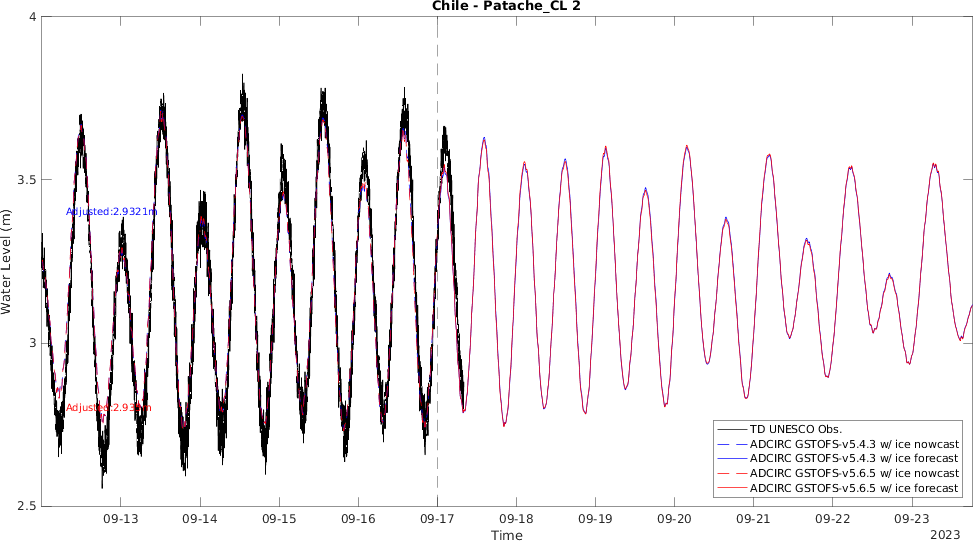 Chile - Patache_CL 2
4
3.5
3
2.5
Water Level (m)
Adjusted:2.9321m
Adjusted:2.93
09-13 09-14 09-15 09-16 09-17 09-18 09-19 09-20 09-21 09-22 09-23
Time
2023
TD UNESCO Obs.
ADCIRC GSTOFS-v5.4.3 w/ ice nowcast
ADCIRC GSTOFS-v5.4.3 w/ ice forecast
ADCIRC GSTOFS-v5.6.5 w/ ice nowcast
ADCIRC GSTOFS-v5.6.5 w/ ice forecast